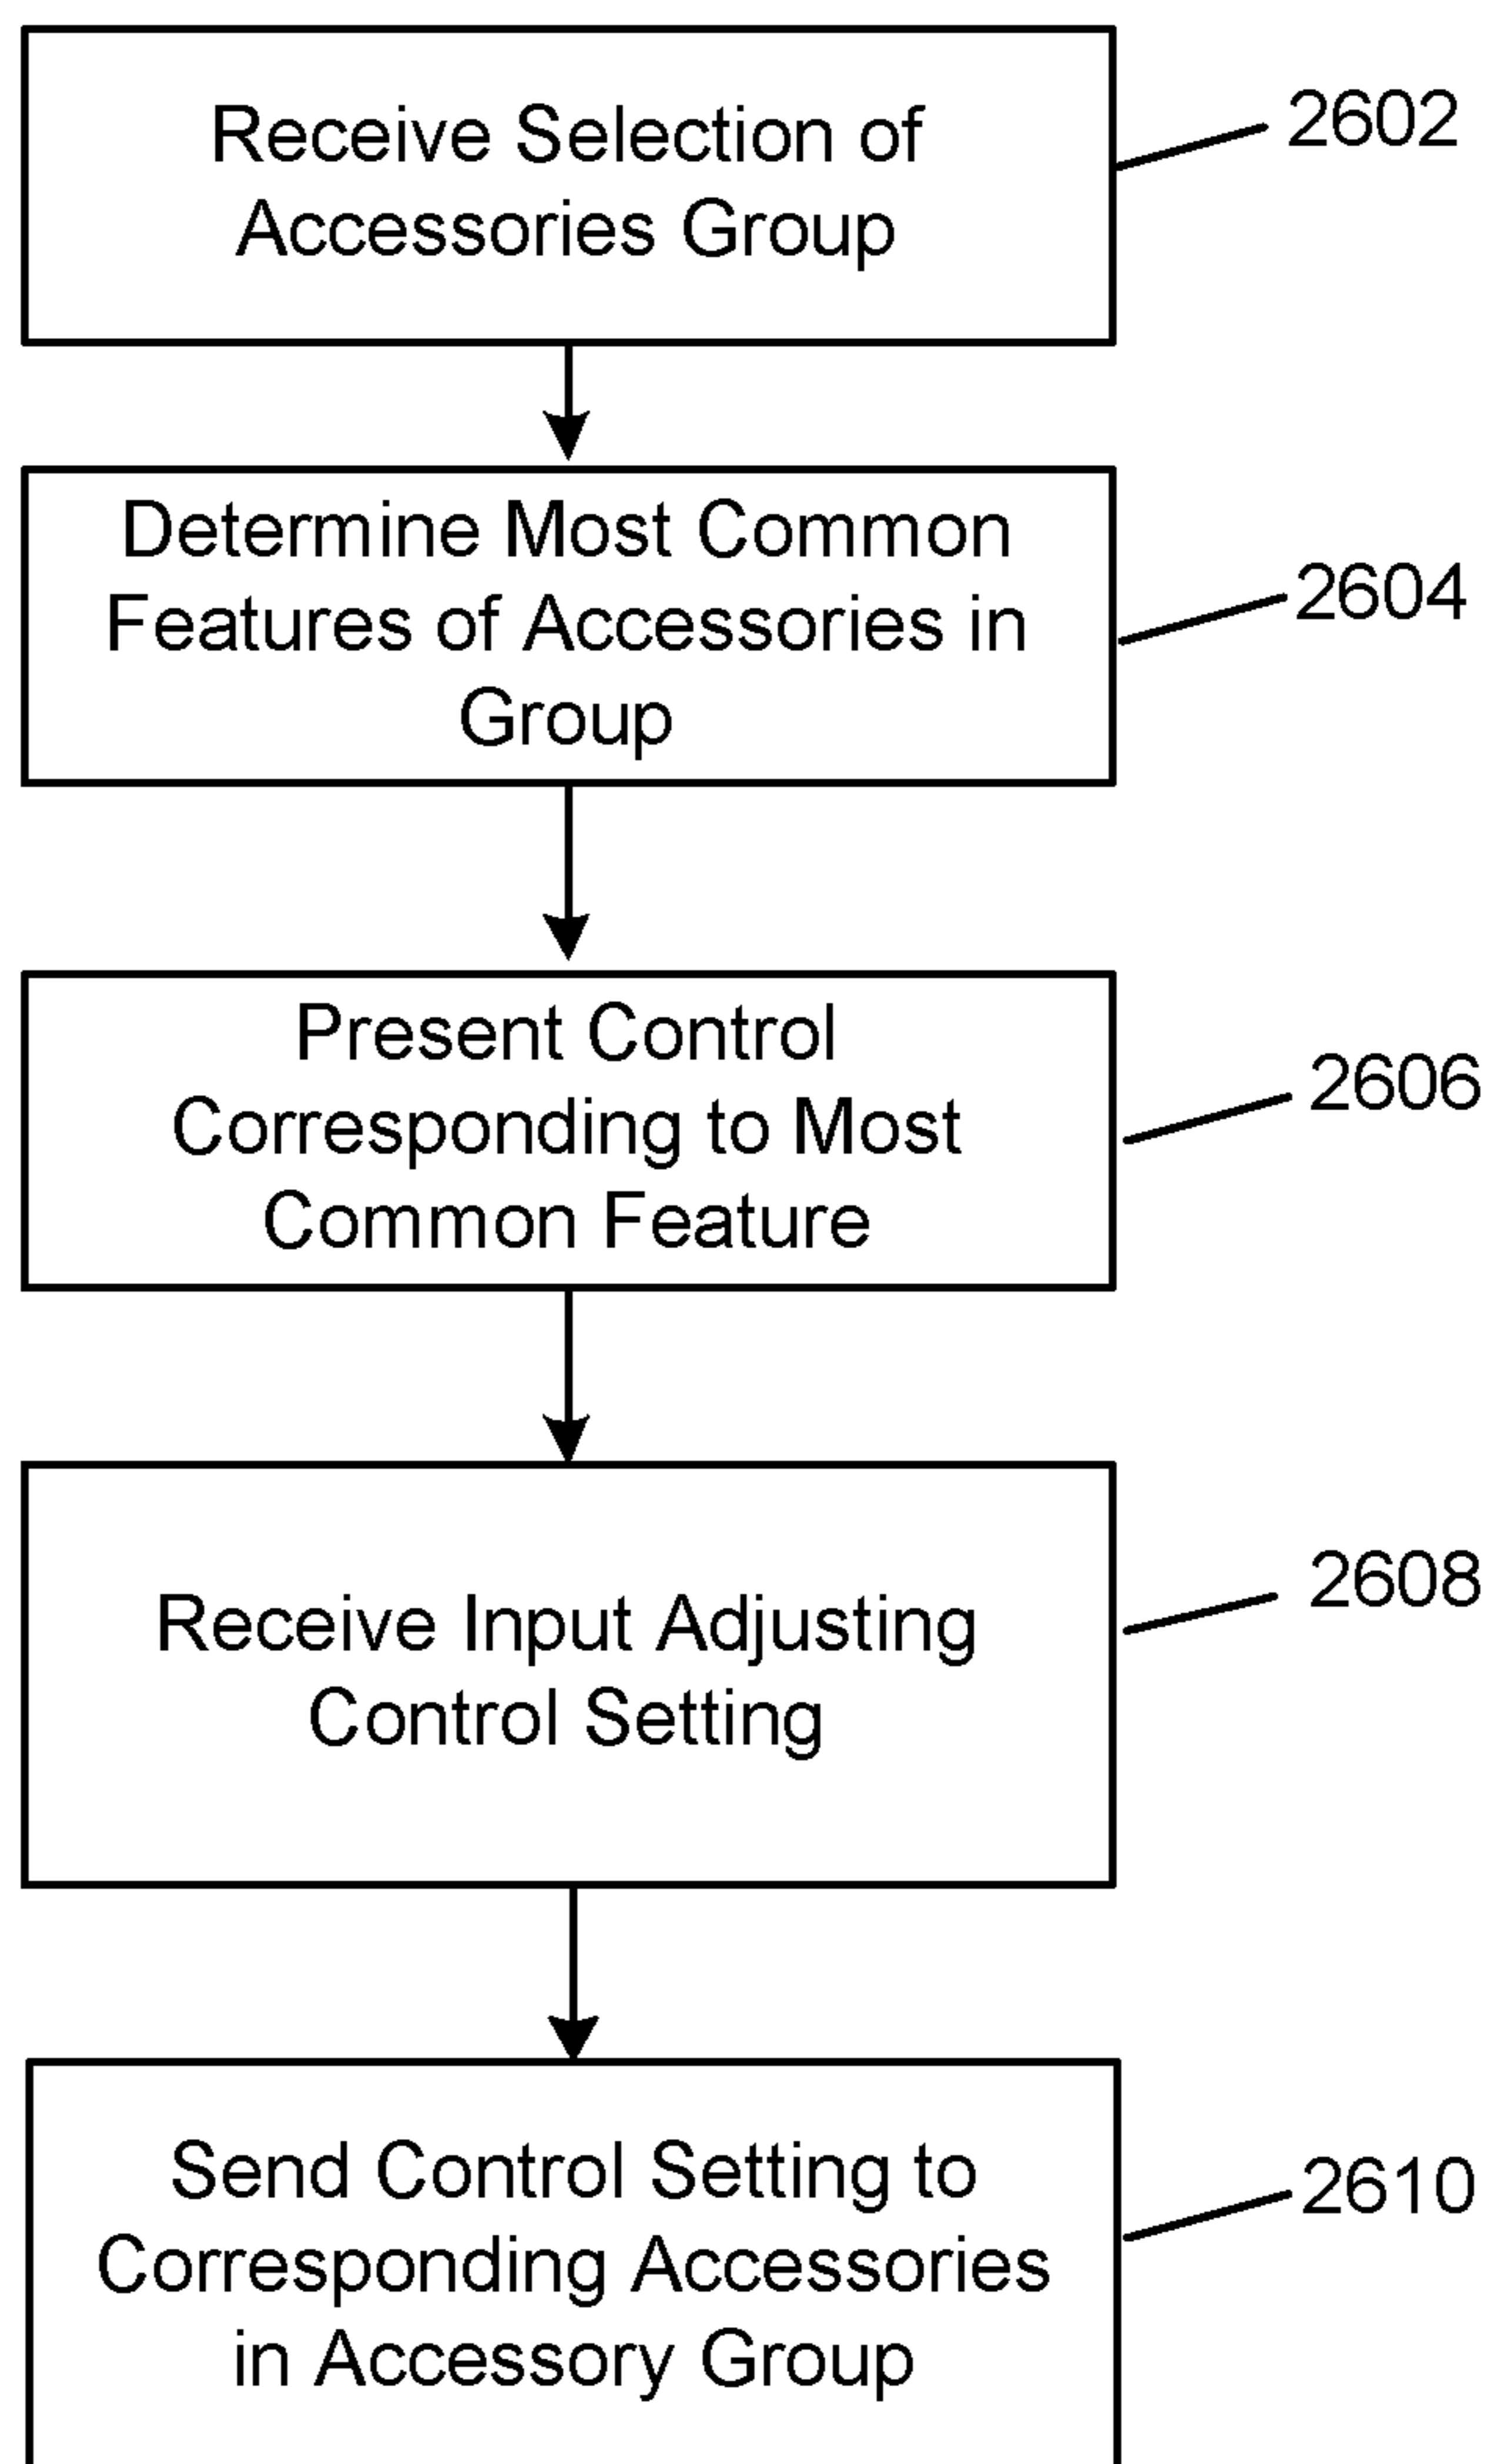 Receive Selection of
Accessories Group
2602
Determine Most Common
Features of Accessories in
Group
2604
Present Control
Corresponding to Most
Common Feature
2606
Receive Input Adjusting
Control Setting
2608
Send Control Setting to
Corresponding Accessories
in Accessory Group
2610